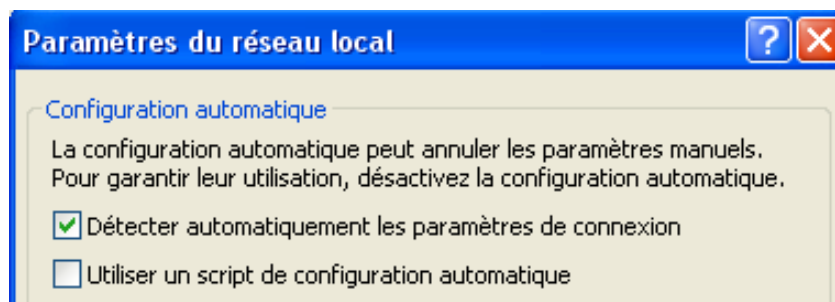 Paramètres du réseau local
?
Configuration automatique
La configuration automatique peut annuler les paramètres manuels.
Pour garantir leur utilisation, désactivez la configuration automatique.
Détecter automatiquement les paramètres de connexion
Utiliser un script de configuration automatique